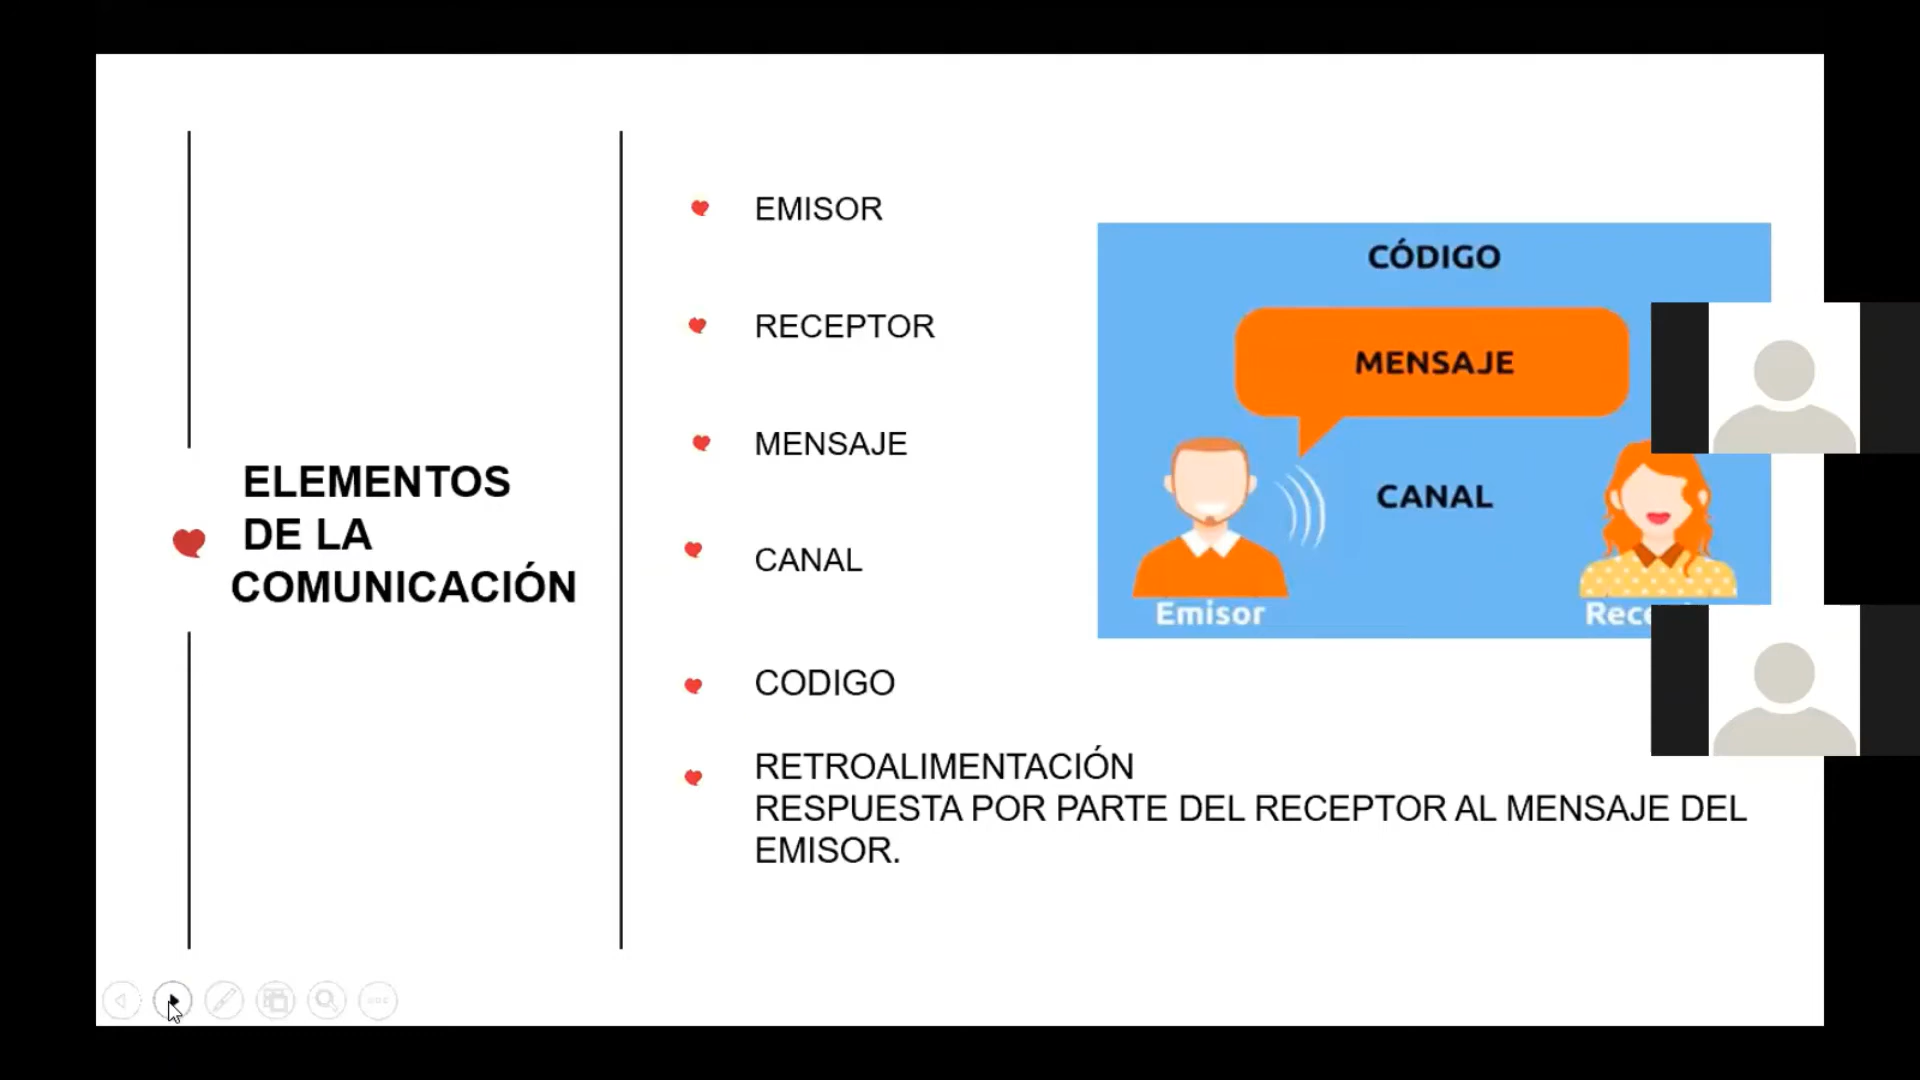 ELEMENTOS
DE LA
COMUNICACIÓN
EMISOR
RECEPTOR
MENSAJE
CANAL
CODIGO
RETROALIMENTACIÓN
RESPUESTA POR PARTE DEL RECEPTOR AL MENSAJE DEL
EMISOR.
CÓDIGO
MENSAJE
CANAL
Emisor